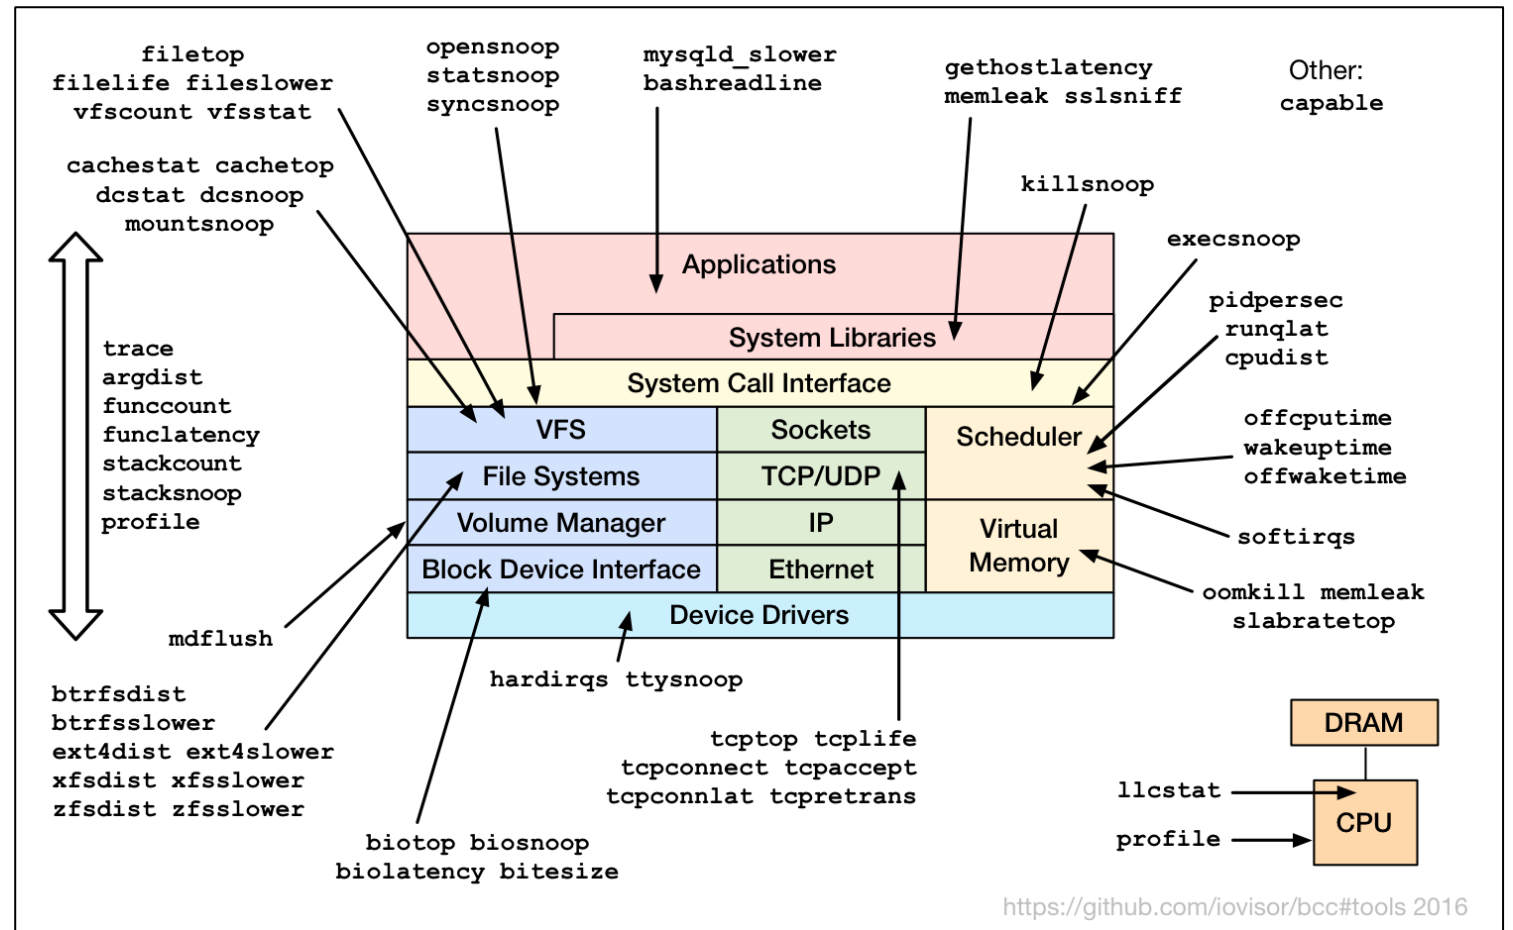 filetop
filelife fileslower
vfscount vfsstat
opensnoop
statsnoop
syncsnoop
mysqld_slower
bashreadline
gethostlatency
memleak sslsniff
Other:
capable
cachestat cachetop
dcstat dcsnoop
mountsnoop
killsnoop
execsnoop
pidpersec
runqlat
cpudist
offcputime
wakeuptime
offwaketime
softirqs
oomkill memleak
slabratetop
trace
argdist
funccount
funclatency
stackcount
stacksnoop
profile
Applications
System Libraries
System Call Interface
VFS
Sockets
Scheduler
File Systems
TCP/UDP
Volume Manager
IP
Virtual
Memory
Block Device Interface
Ethernet
Device Drivers
mdflush
hardirqs ttysnoop
btrfsdist
btrfsslower
ext4dist ext4slower
xfsdist xfsslower
zfsdist zfsslower
tcptop tcplife
tcpconnect tcpaccept
tcpconnlat tcpretrans
biotop biosnoop
biolatency bitesize
DRAM
llcstat
CPU
profile
https://github.com/iovisor/bcc#tools 2016